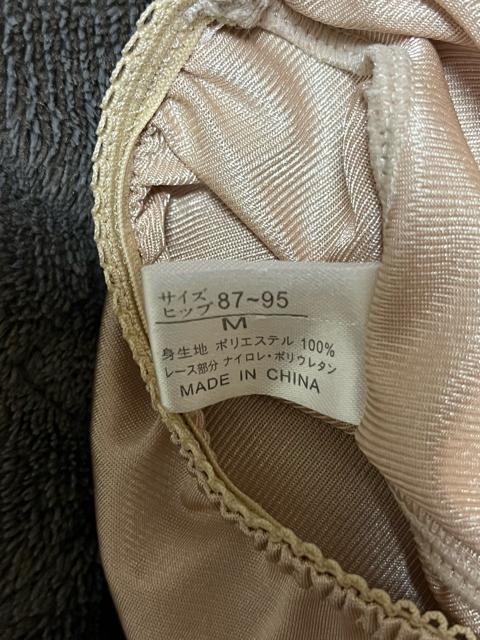 サイズ
ヒップ 87~95
M
身生地 ポリエステル 100%
レース部分 ナイロレ・ポリウレタン
MADE IN CHINA